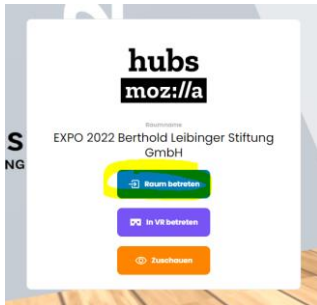 hubs
moz://a
Raumname
EXPO 2022 Berthold Leibinger Stiftung
GmbH
S
NG
Raum betreten
In VR betreten
Zuschauen